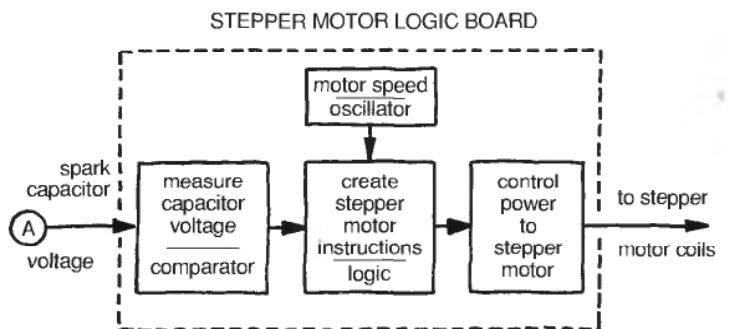 STEPPER MOTOR LOGIC BOARD
motor speed
oscillator
spark
capacitor
A
voltage
measure
capacitor
voltage
comparator
create
stepper
motor
instructions
logic
control
power
to
stepper
motor
to stepper
motor coils